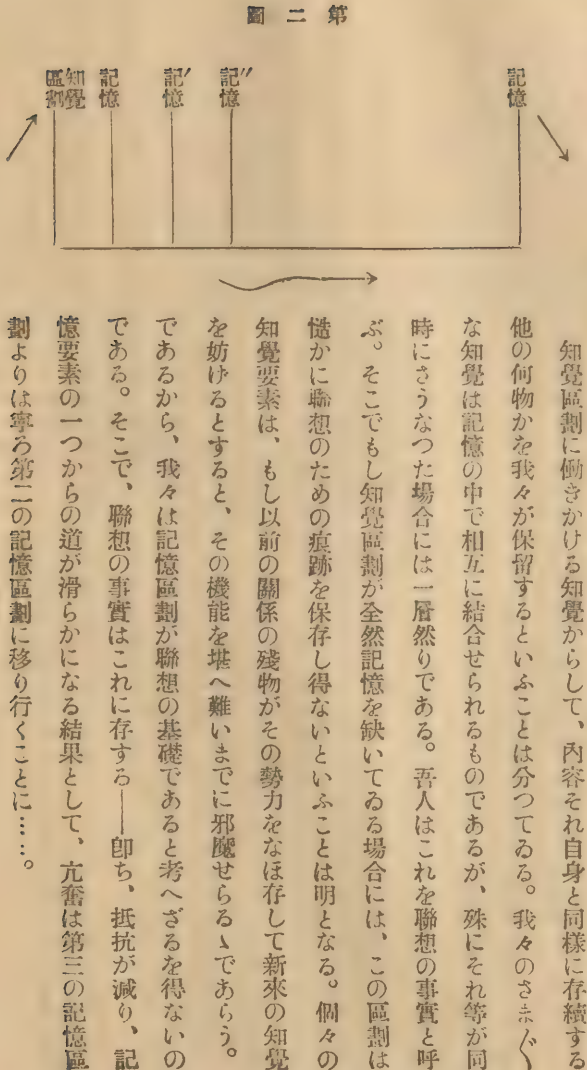 第二圖
知覺
區劃
記憶
記′憶
記″憶
記憶
知覺區劃に働きかける知覺からして、內容それ自身と同樣に存續する
他の何物かを我々が保留するといふことは分つてゐる。我々のさま〴〵
な知覺は記憶の中で相互に結合せられるものであるが、殊にそれ等が同
時にさうなつた場合には一層然りである。吾人はこれを聯想の事實と呼
ぶ。そこでもし知覺區劃が全然記憶を缺いてゐる場合には、この區劃は
慥かに聯想のための痕跡を保存し得ないといふことは明となる。個々の
知覺要素は、もし以前の關係の殘物がその勢力をなほ存して新來の知覺
を妨げるとすると、その機能を堪へ難いまでに邪魔せらるゝであらう。
であるから、我々は記憶區劃が聯想の基礎であると考へざるを得ないの
である。そこで、聯想の事實はこれに存する――卽ち、抵抗が減り、記
憶要素の一つからの道が滑らかになる結果として、亢奮は第三の記憶區
劃よりは寧ろ第二の記憶區劃に移り行くことに……。